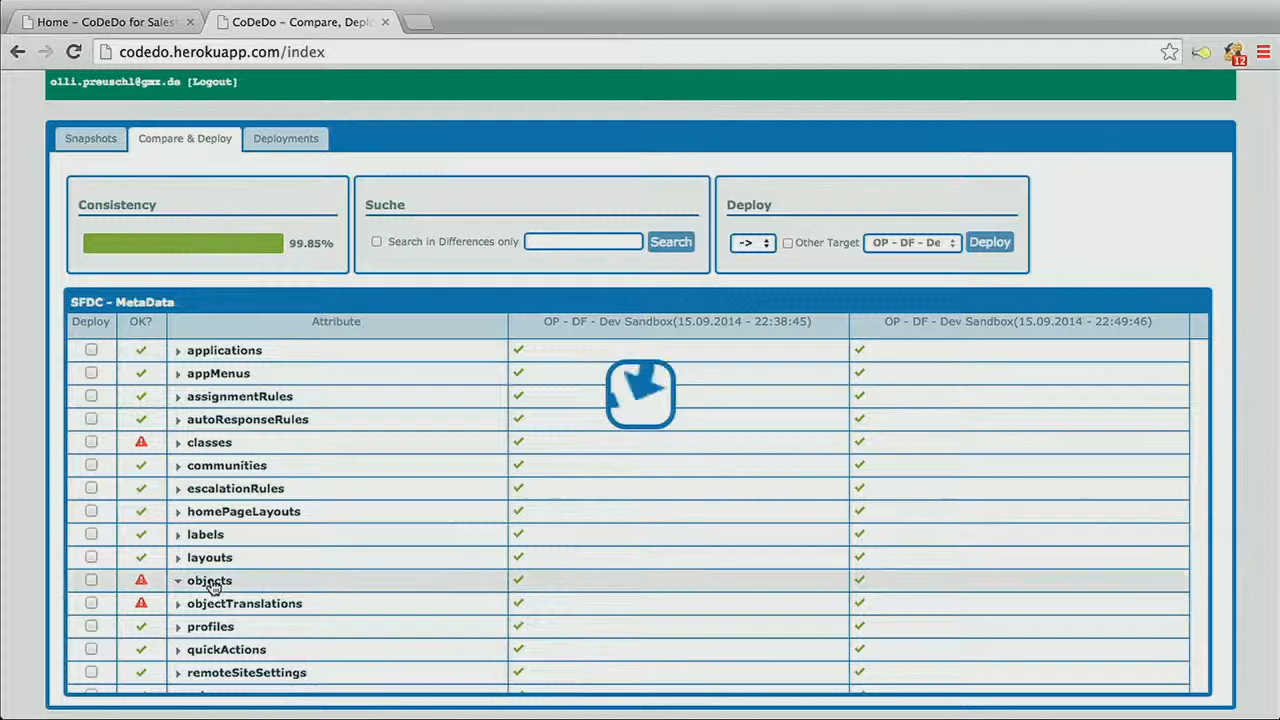 Home – CoDeDo for Sales
CoDeDo – Compare, Deplo
codedo.herokuapp.com/index
12
olli.preuschl@gmx.de [Logout]
Snapshots Compare & Deploy Deployments
Consistency
99.85%
Suche
Search in Differences only Search
Deploy
-> Other Target OP - DF - De Deploy
SFDC - MetaData
Deploy OK? Attribute OP - DF - Dev Sandbox(15.09.2014 - 22:38:45) OP - DF - Dev Sandbox(15.09.2014 - 22:49:46)
applications
appMenus
assignmentRules
autoResponseRules
classes
communities
escalationRules
homePageLayouts
labels
layouts
objects
objectTranslations
profiles
quickActions
remoteSiteSettings